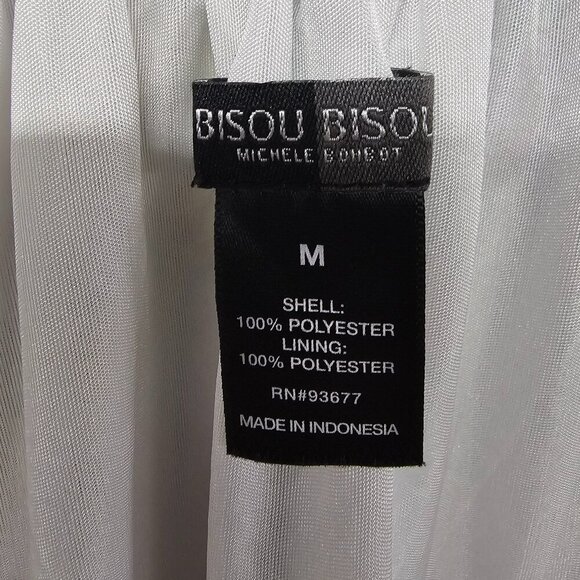 BISOU BISOU
MICHELE BOHBOT
M
SHELL:
100% POLYESTER
LINING:
100% POLYESTER
RN#93677
MADE IN INDONESIA